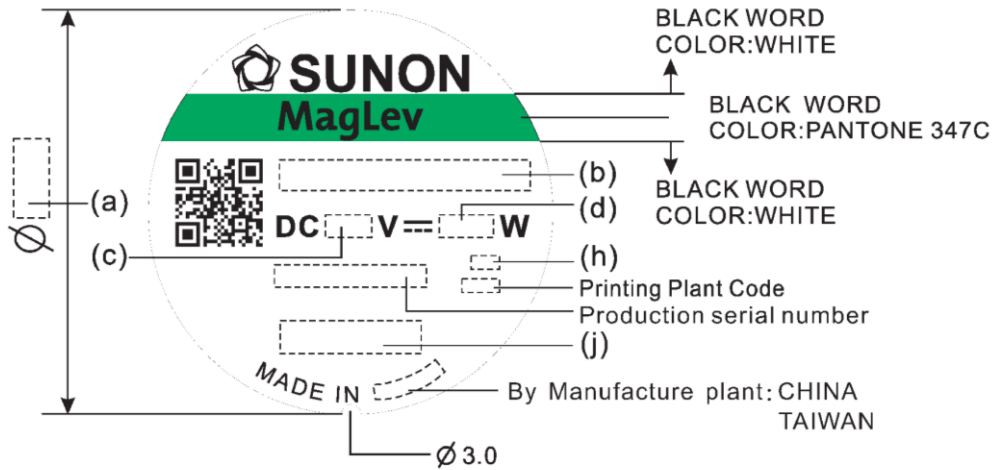 BLACK WORD
COLOR:WHITE
SUNON
MagLev
BLACK WORD
COLOR:PANTONE 347C
(a)
(b)
BLACK WORD
COLOR:WHITE
(d)
DC V W
(c)
(h)
Printing Plant Code
Production serial number
(j)
MADE IN
By Manufacture plant: CHINA
TAIWAN
Ø
Ø 3.0